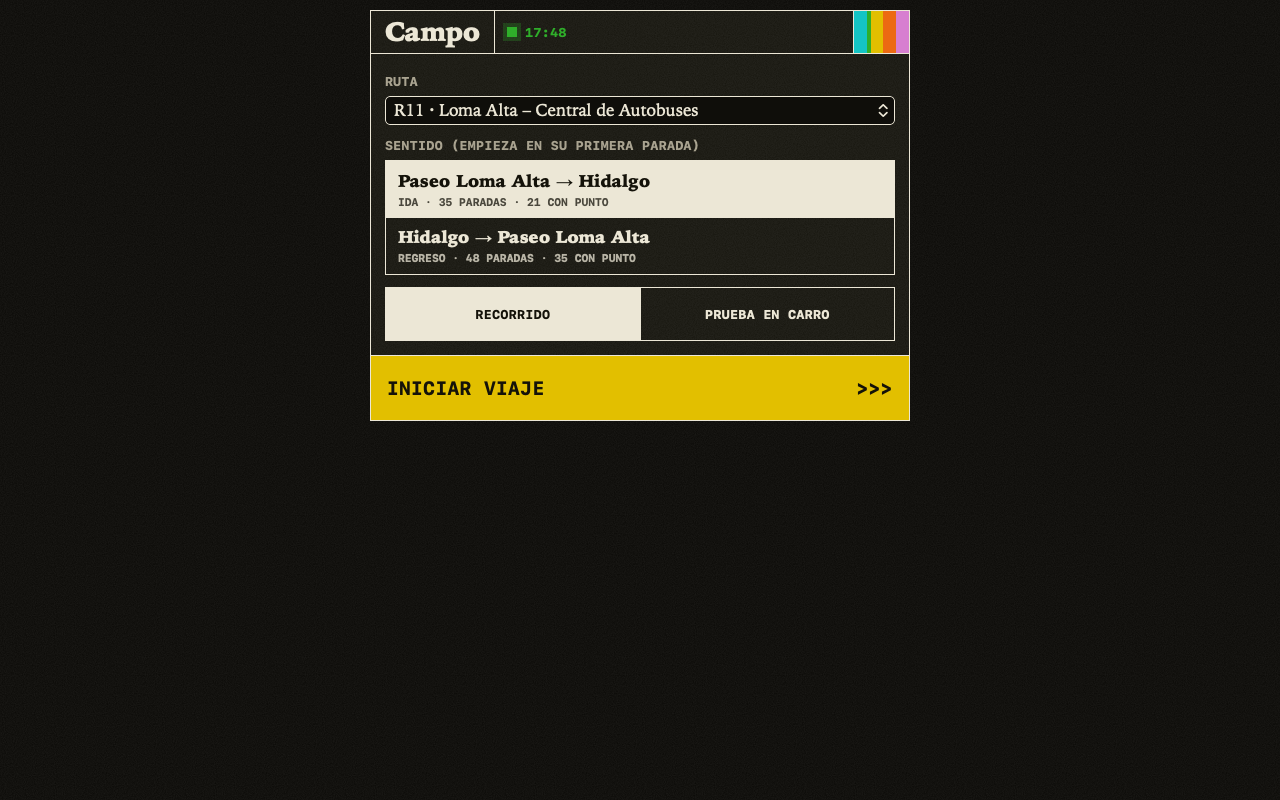 Campo
17:48
RUTA
R11 · Loma Alta – Central de Autobuses
SENTIDO (EMPIEZA EN SU PRIMERA PARADA)
Paseo Loma Alta → Hidalgo
IDA · 35 PARADAS · 21 CON PUNTO
Hidalgo → Paseo Loma Alta
REGRESO · 48 PARADAS · 35 CON PUNTO
RECORRIDO
PRUEBA EN CARRO
INICIAR VIAJE >>>